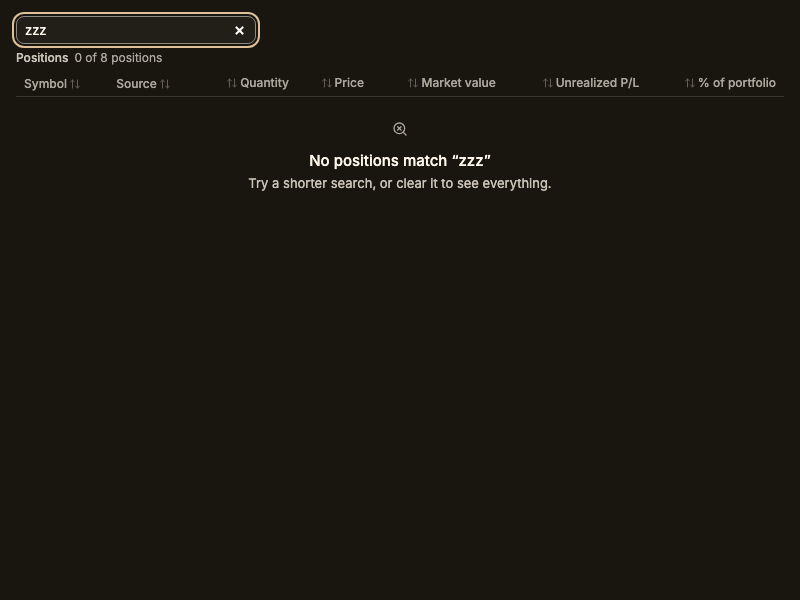 zzz
Positions 0 of 8 positions
Symbol Source Quantity Price Market value Unrealized P/L % of portfolio
No positions match “zzz”
Try a shorter search, or clear it to see everything.